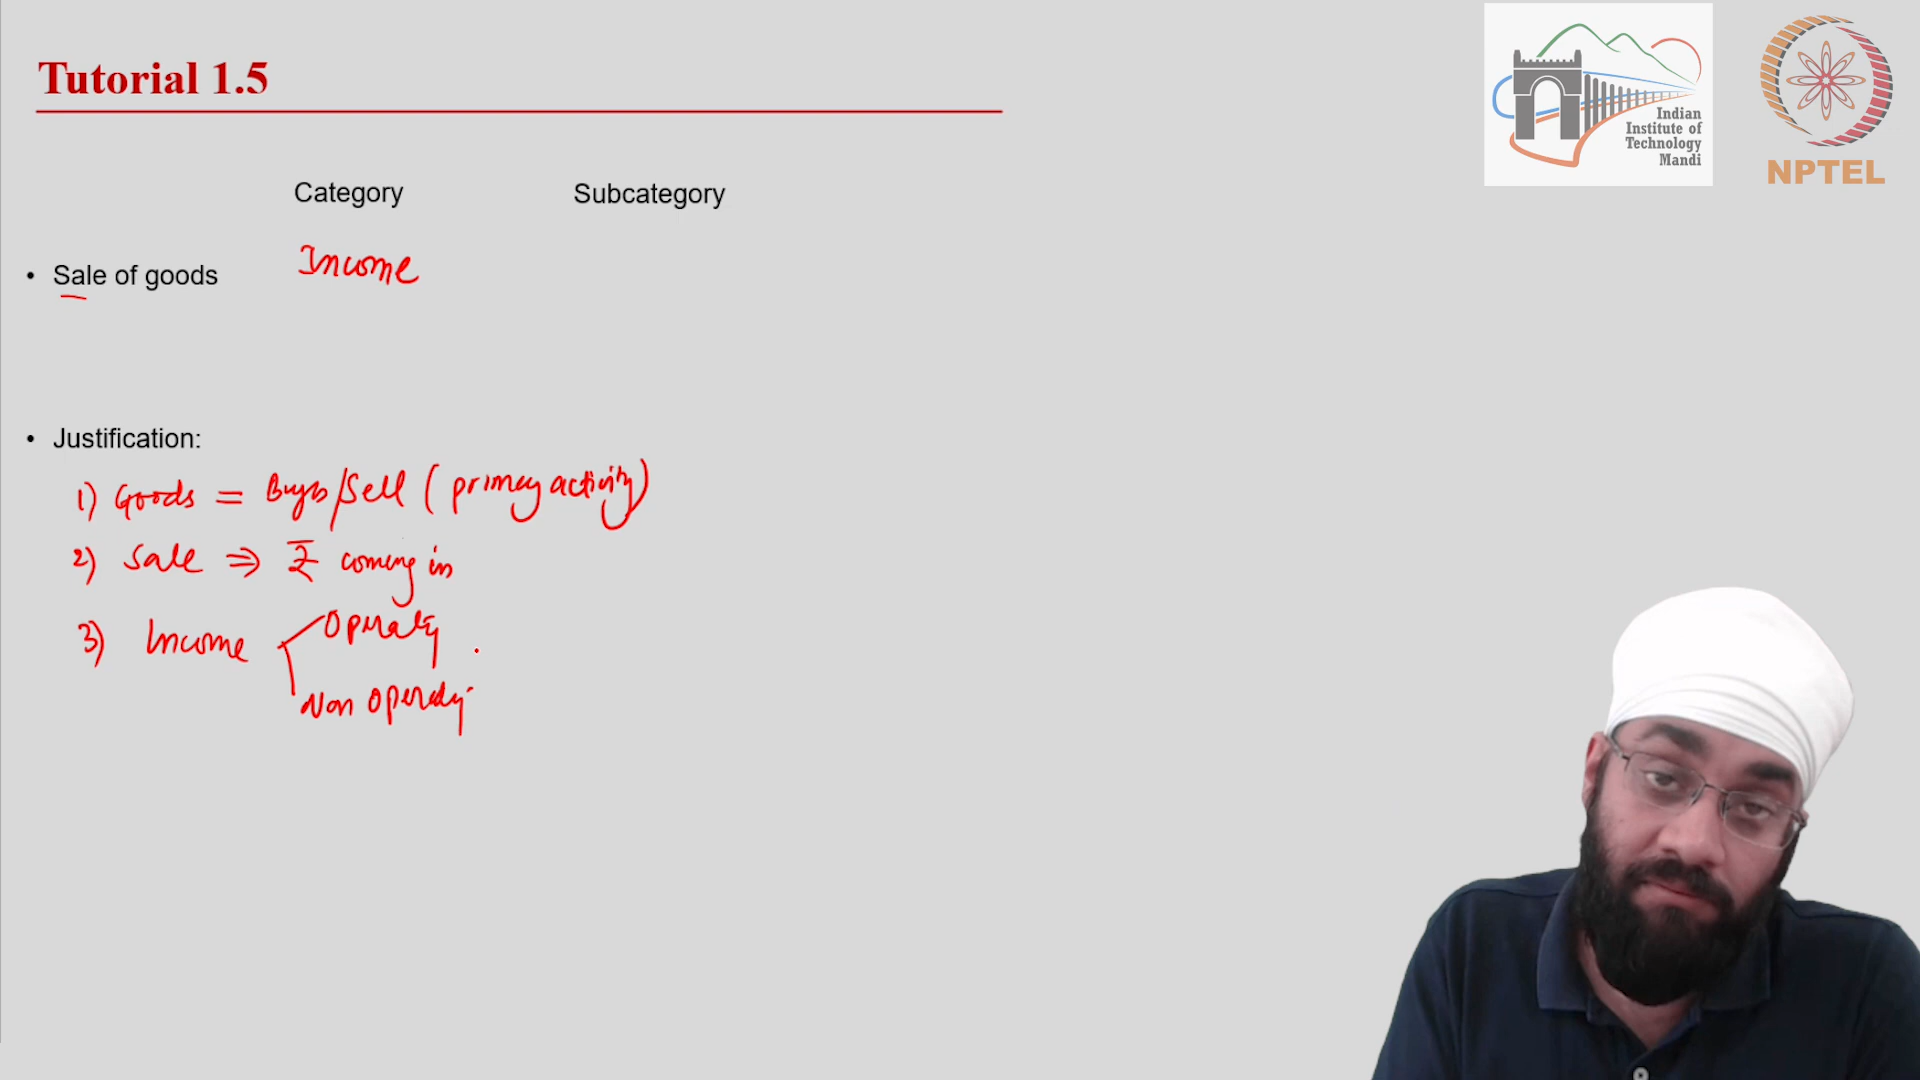 Tutorial 1.5
Indian
Institute of
Technology
Mandi
NPTEL
Category Subcategory
• Sale of goods Income
• Justification:
1) Goods = Buys/Sell (primary activity)
2) Sale ⇒ ₹ coming in
3) Income
Operating
Non Operating